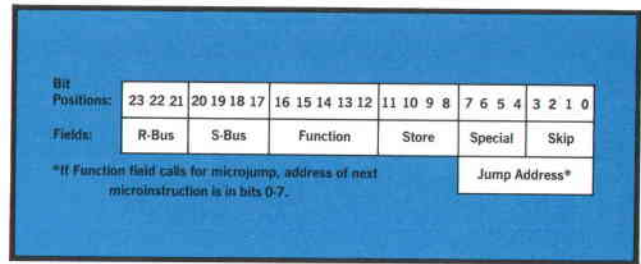 Bit
Positions: 23 22 21 20 19 18 17 16 15 14 13 12 11 10 9 8 7 6 5 4 3 2 1 0
Fields: R-Bus S-Bus Function Store Special Skip
*If Function field calls for microjump, address of next Jump Address*
microinstruction is in bits 0-7.